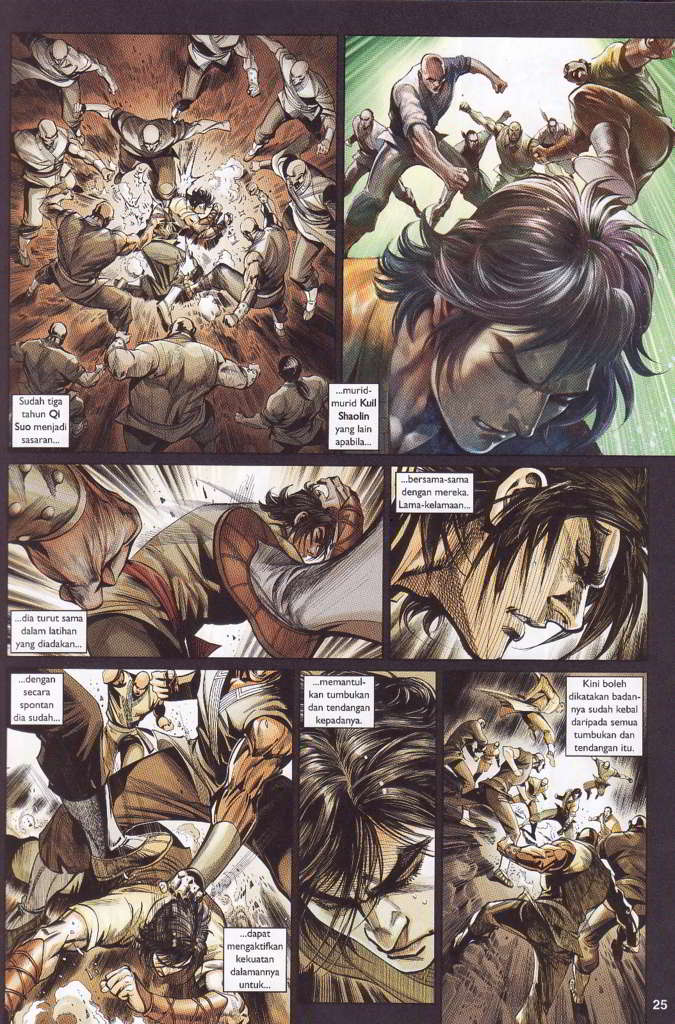 Sudah tiga
tahun Qi
Suo menjadi
sasaran...
...murid-
murid Kuil
Shaolin
yang lain
apabila...
...dia turut sama
dalam latihan
yang diadakan...
...bersama-sama
dengan mereka.
Lama-kelamaan...
...dengan
secara
spontan
dia sudah...
...dapat
mengaktifkan
kekuatan
dalamannya
untuk...
...memantul-
kan tumbukan
dan tendangan
kepadanya.
Kini boleh
dikatakan badan-
nya sudah kebal
daripada semua
tumbukan dan
tendangan itu.
25